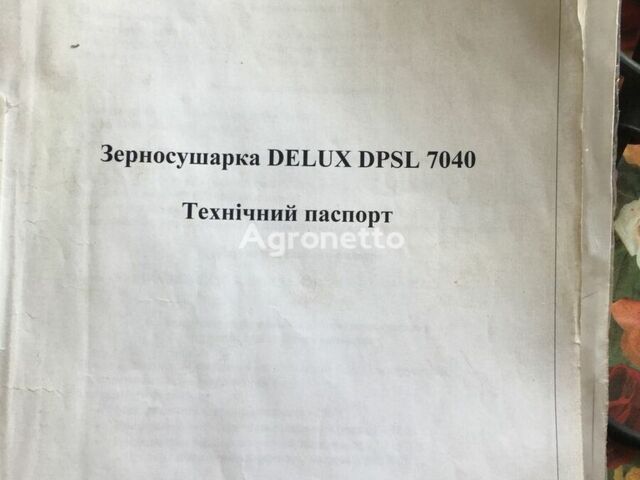 Зерносушарка DELUX DPSL 7040
Технічний паспорт
Agronetto